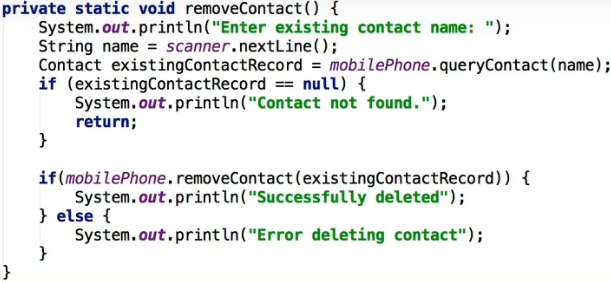 private static void removeContact() {
    System.out.println("Enter existing contact name: ");
    String name = scanner.nextLine();
    Contact existingContactRecord = mobilePhone.queryContact(name);
    if (existingContactRecord == null) {
        System.out.println("Contact not found.");
        return;
    }

    if(mobilePhone.removeContact(existingContactRecord)) {
        System.out.println("Successfully deleted");
    } else {
        System.out.println("Error deleting contact");
    }
}